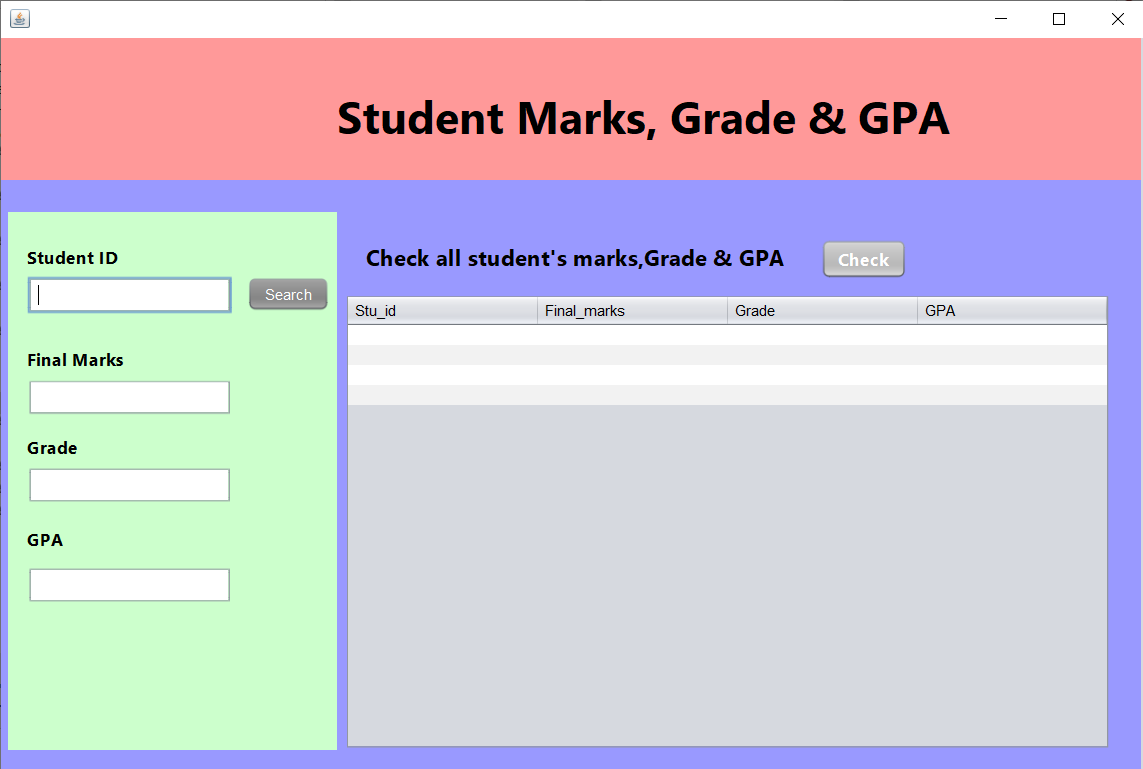 Student Marks, Grade & GPA
Student ID
Search
Final Marks
Grade
GPA
Check all student's marks,Grade & GPA
Check
Stu_id Final_marks Grade GPA